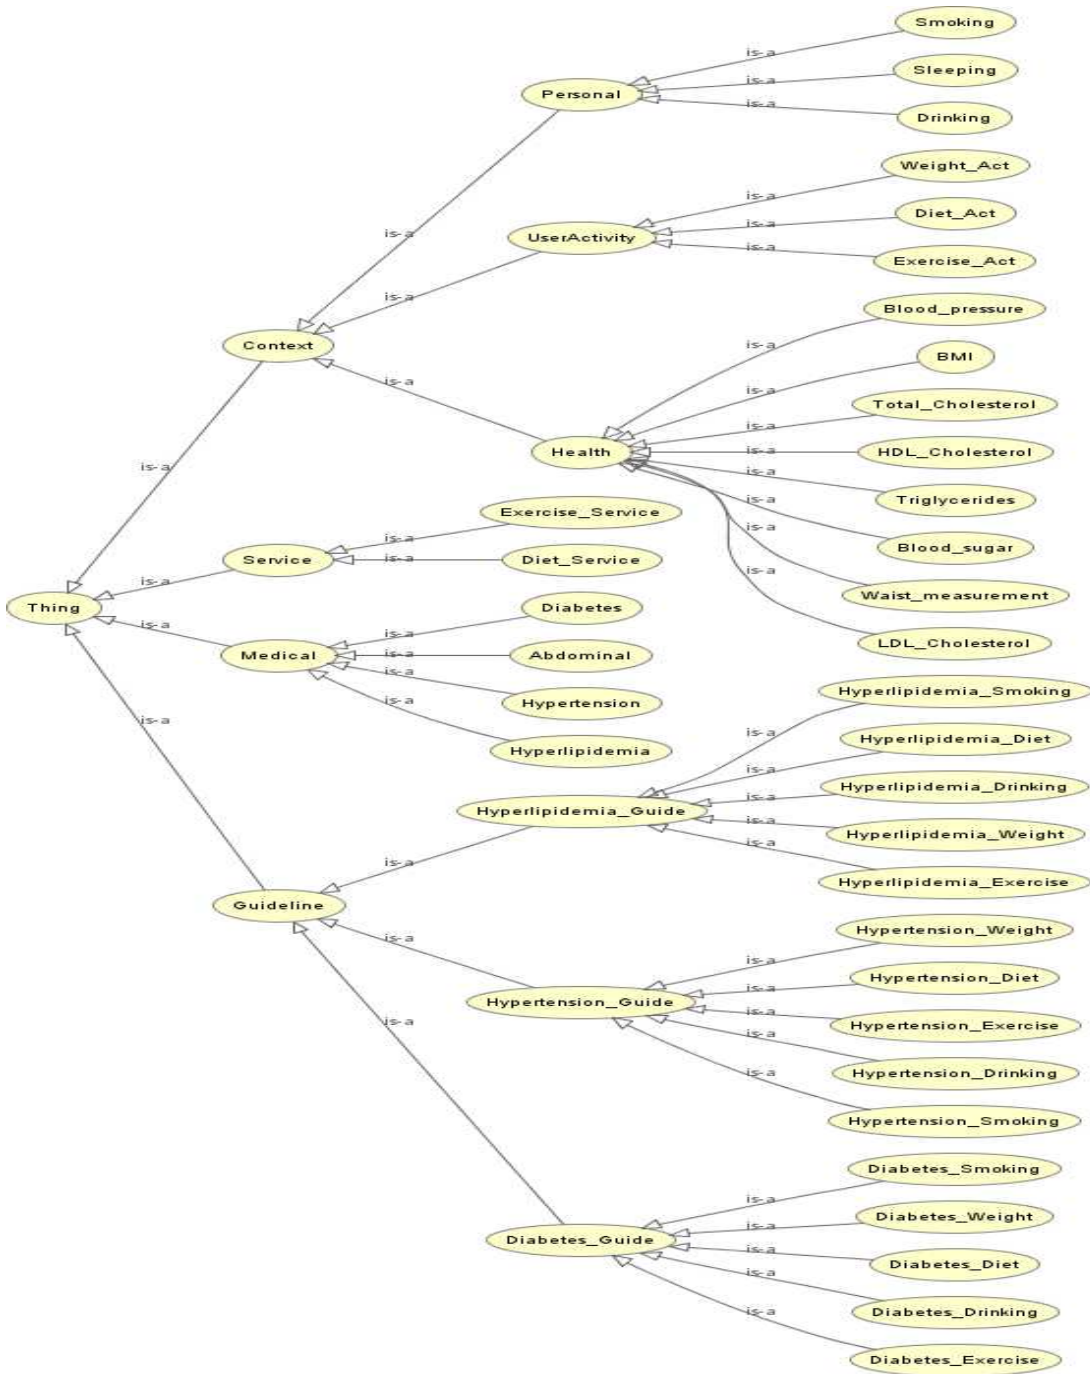 Smoking
is-a
Sleeping
is-a
Personal
is-a
Drinking
Weight_Act
is-a
Diet_Act
is-a
UserActivity
is-a
is-a
Exercise_Act
is-a
Blood_pressure
Context
is-a
BMI
is-a
is-a
Total_Cholesterol
is-a
Health
is-a
HDL_Cholesterol
is-a
is-a
Triglycerides
Exercise_Service
is-a
is-a
Blood_sugar
Service
is-a
Diet_Service
is-a
is-a
Waist_measurement
Thing
Diabetes
is-a
is-a
Medical
is-a
Abdominal
LDL_Cholesterol
is-a
Hypertension
Hyperlipidemia_Smoking
is-a
is-a
is-a
Hyperlipidemia_Diet
Hyperlipidemia
is-a
Hyperlipidemia_Drinking
Hyperlipidemia_Guide
is-a
is-a
Hyperlipidemia_Weight
is-a
is-a
Hyperlipidemia_Exercise
Guideline
is-a
Hypertension_Weight
is-a
Hypertension_Diet
is-a
Hypertension_Guide
is-a
Hypertension_Exercise
is-a
is-a
Hypertension_Drinking
is-a
Hypertension_Smoking
Diabetes_Smoking
is-a
Diabetes_Weight
is-a
Diabetes_Guide
is-a
Diabetes_Diet
is-a
Diabetes_Drinking
is-a
Diabetes_Exercise